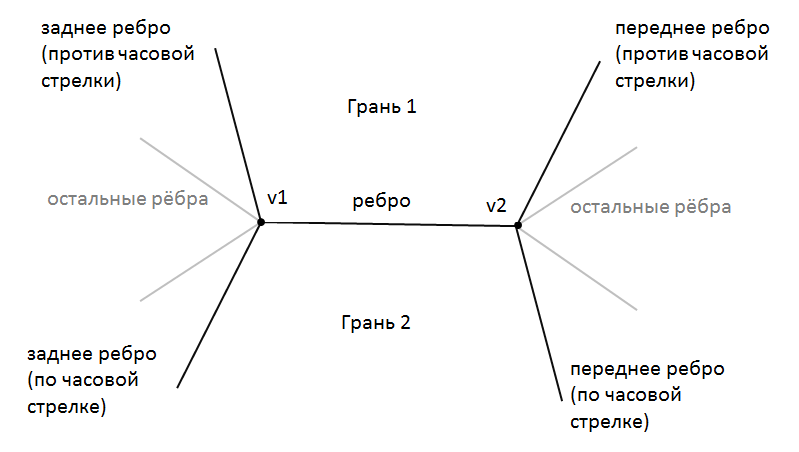 заднее ребро
(против часовой
стрелки)
переднее ребро
(против часовой
стрелки)
Грань 1
остальные рёбра
v1
ребро
v2
остальные рёбра
Грань 2
заднее ребро
(по часовой
стрелке)
переднее ребро
(по часовой
стрелке)